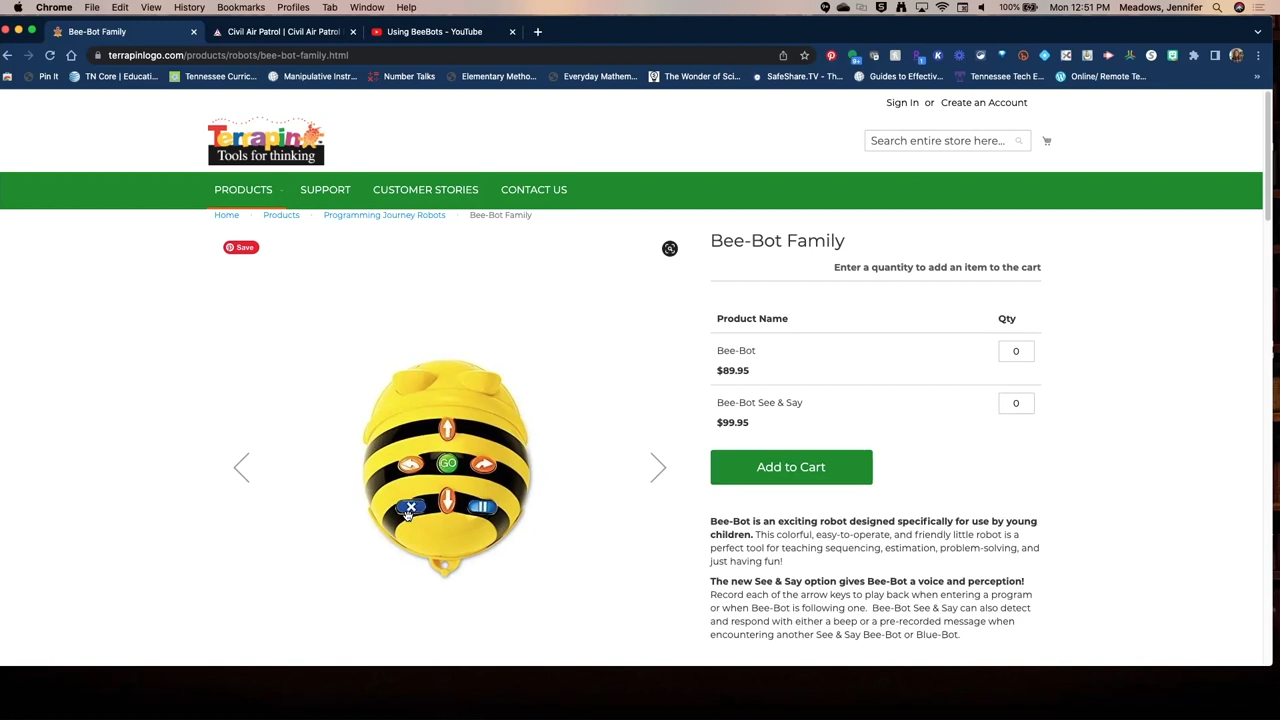 Chrome File Edit View History Bookmarks Profiles Tab Window Help 100% Mon 12:51 PM Meadows, Jennifer
Bee-Bot Family Civil Air Patrol | Civil Air Patrol Using BeeBots - YouTube
terrapinlogo.com/products/robots/bee-bot-family.html
Pin It TN Core | Educati... Tennessee Curric... Manipulative Instr... Number Talks Elementary Metho... Everyday Mathem... The Wonder of Sci... SafeShare.TV - Th... Guides to Effectiv... Tennessee Tech E... Online/ Remote Te...
Sign In or Create an Account
Terrapin
Tools for thinking
Search entire store here...
PRODUCTS SUPPORT CUSTOMER STORIES CONTACT US
Home Products Programming Journey Robots Bee-Bot Family
Save
Bee-Bot Family
Enter a quantity to add an item to the cart
Product Name Qty
Bee-Bot 0
$89.95
Bee-Bot See & Say 0
$99.95
GO
Add to Cart
Bee-Bot is an exciting robot designed specifically for use by young
children. This colorful, easy-to-operate, and friendly little robot is a
perfect tool for teaching sequencing, estimation, problem-solving, and
just having fun!
The new See & Say option gives Bee-Bot a voice and perception!
Record each of the arrow keys to play back when entering a program
or when Bee-Bot is following one. Bee-Bot See & Say can also detect
and respond with either a beep or a pre-recorded message when
encountering another See & Say Bee-Bot or Blue-Bot.